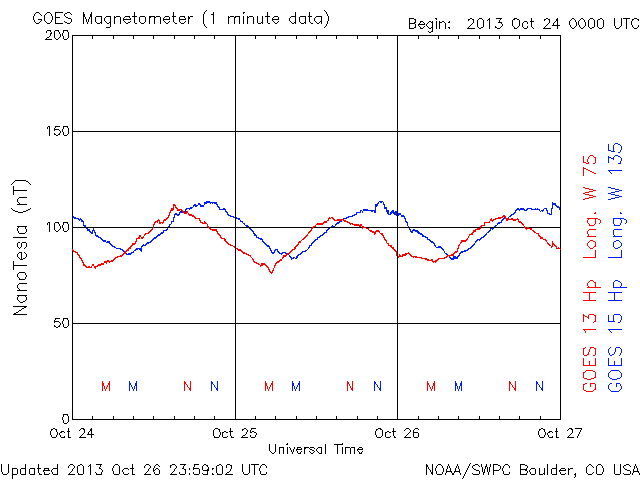 GOES Magnetometer (1 minute data)
Begin: 2013 Oct 24 0000 UTC
200
150
100
50
0
NanoTesla (nT)
M M N N M M N N M M N N
Oct 24 Oct 25 Oct 26 Oct 27
Universal Time
GOES 13 Hp Long. W 75
GOES 15 Hp Long. W 135
Updated 2013 Oct 26 23:59:02 UTC
NOAA/SWPC Boulder, CO USA